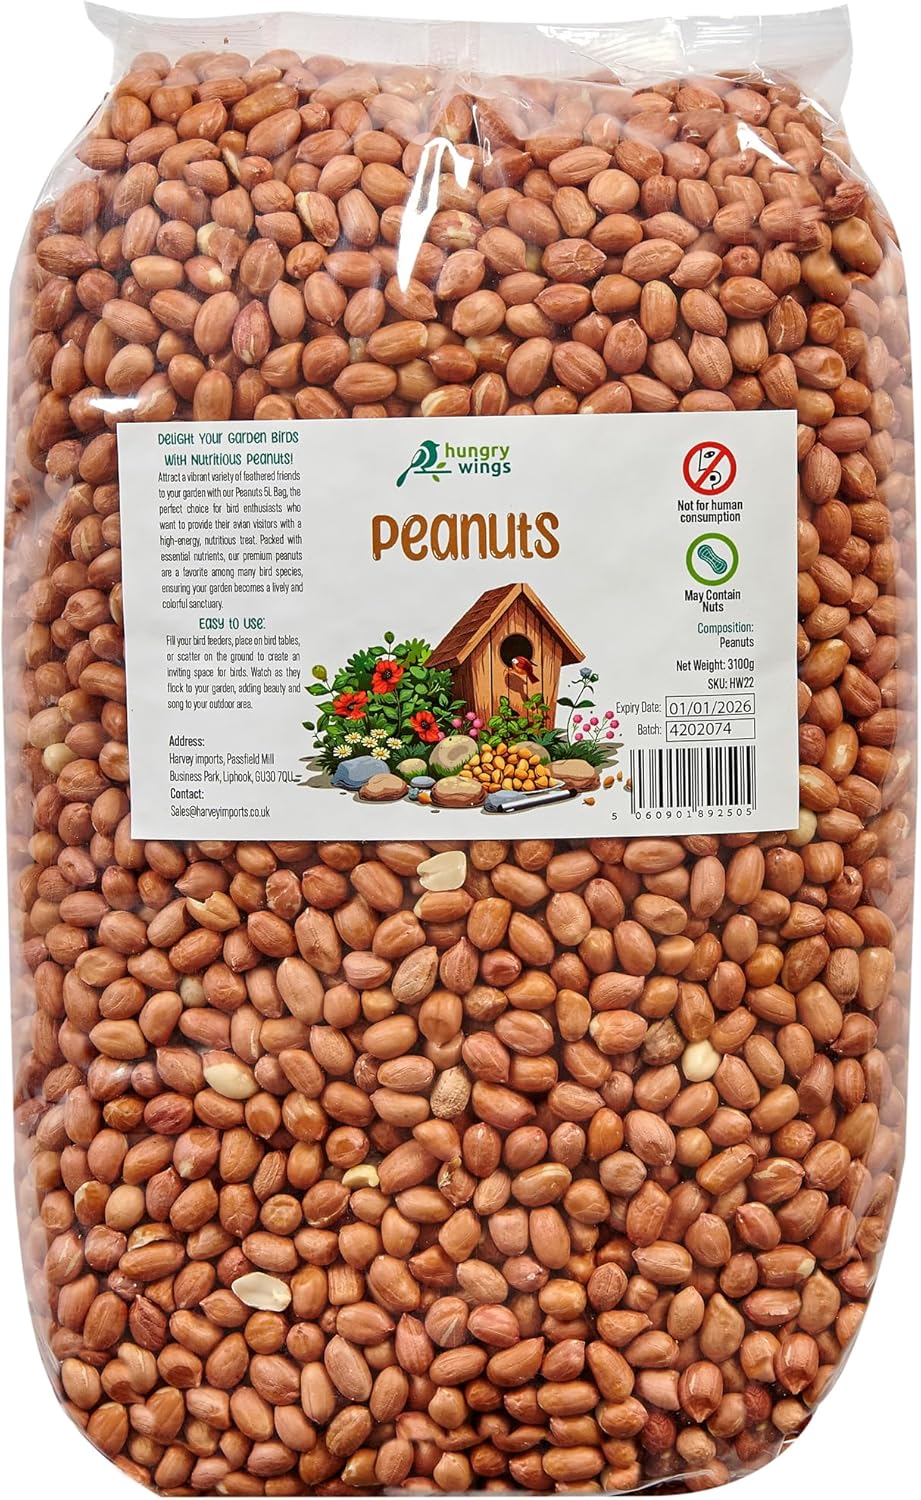 Delight Your Garden Birds
With Nutritious Peanuts!
Attract a vibrant variety of feathered friends
to your garden with our Peanuts 5L Bag, the
perfect choice for bird enthusiasts who
want to provide their avian visitors with a
high-energy, nutritious treat. Packed with
essential nutrients, our premium peanuts
are a favorite among many bird species,
ensuring your garden becomes a lively and
colorful sanctuary.
Easy to Use:
Fill your bird feeders, place on bird tables,
or scatter on the ground to create an
inviting space for birds. Watch as they
flock to your garden, adding beauty and
song to your outdoor area.
Address:
Harvey imports, Passfield Mill
Business Park, Liphook, GU30 7QU
Contact:
Sales@harveyimports.co.uk
hungry
wings
Peanuts
Not for human
consumption
May Contain
Nuts
Composition:
Peanuts
Net Weight: 3100g
SKU: HW22
Expiry Date: 01/01/2026
Batch: 4202074
5 060901 892505